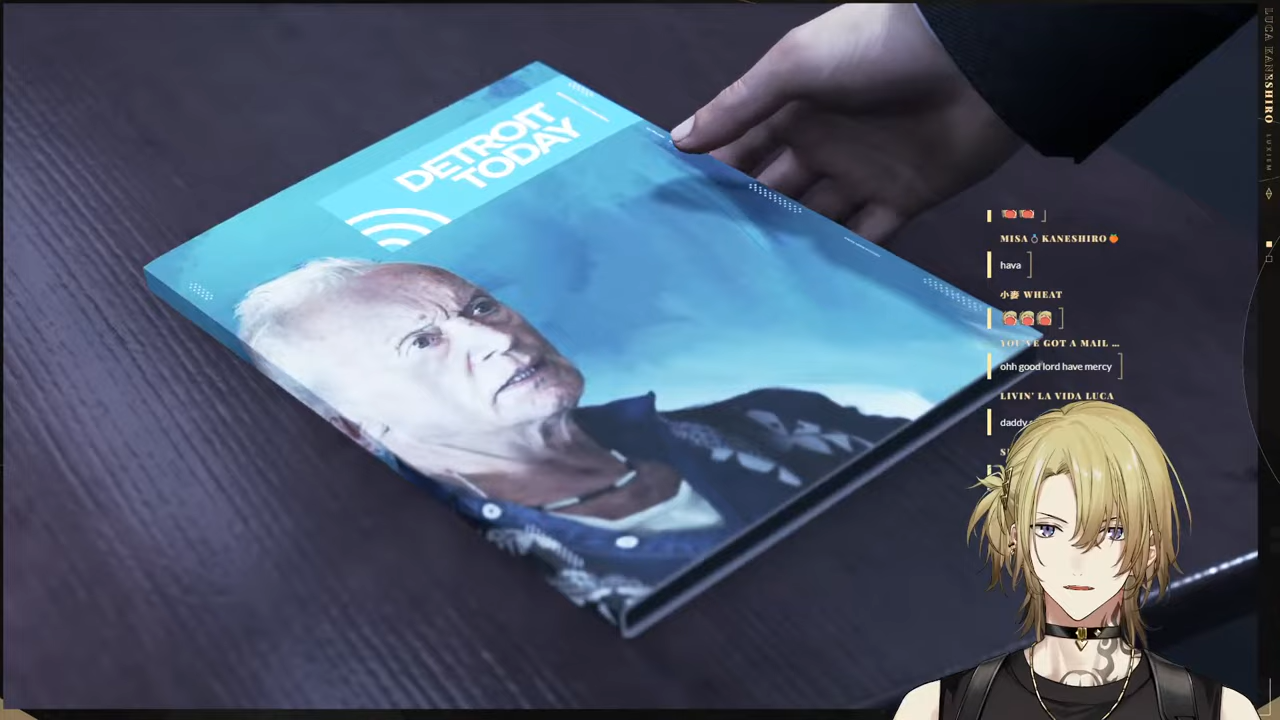 DETROIT
TODAY
LUCA KANESHIRO
LUXIEM
MISA KANESHIRO
hava
小麥 WHEAT
YOU'VE GOT A MAIL ...
ohh good lord have mercy
LIVIN' LA VIDA LUCA
daddy